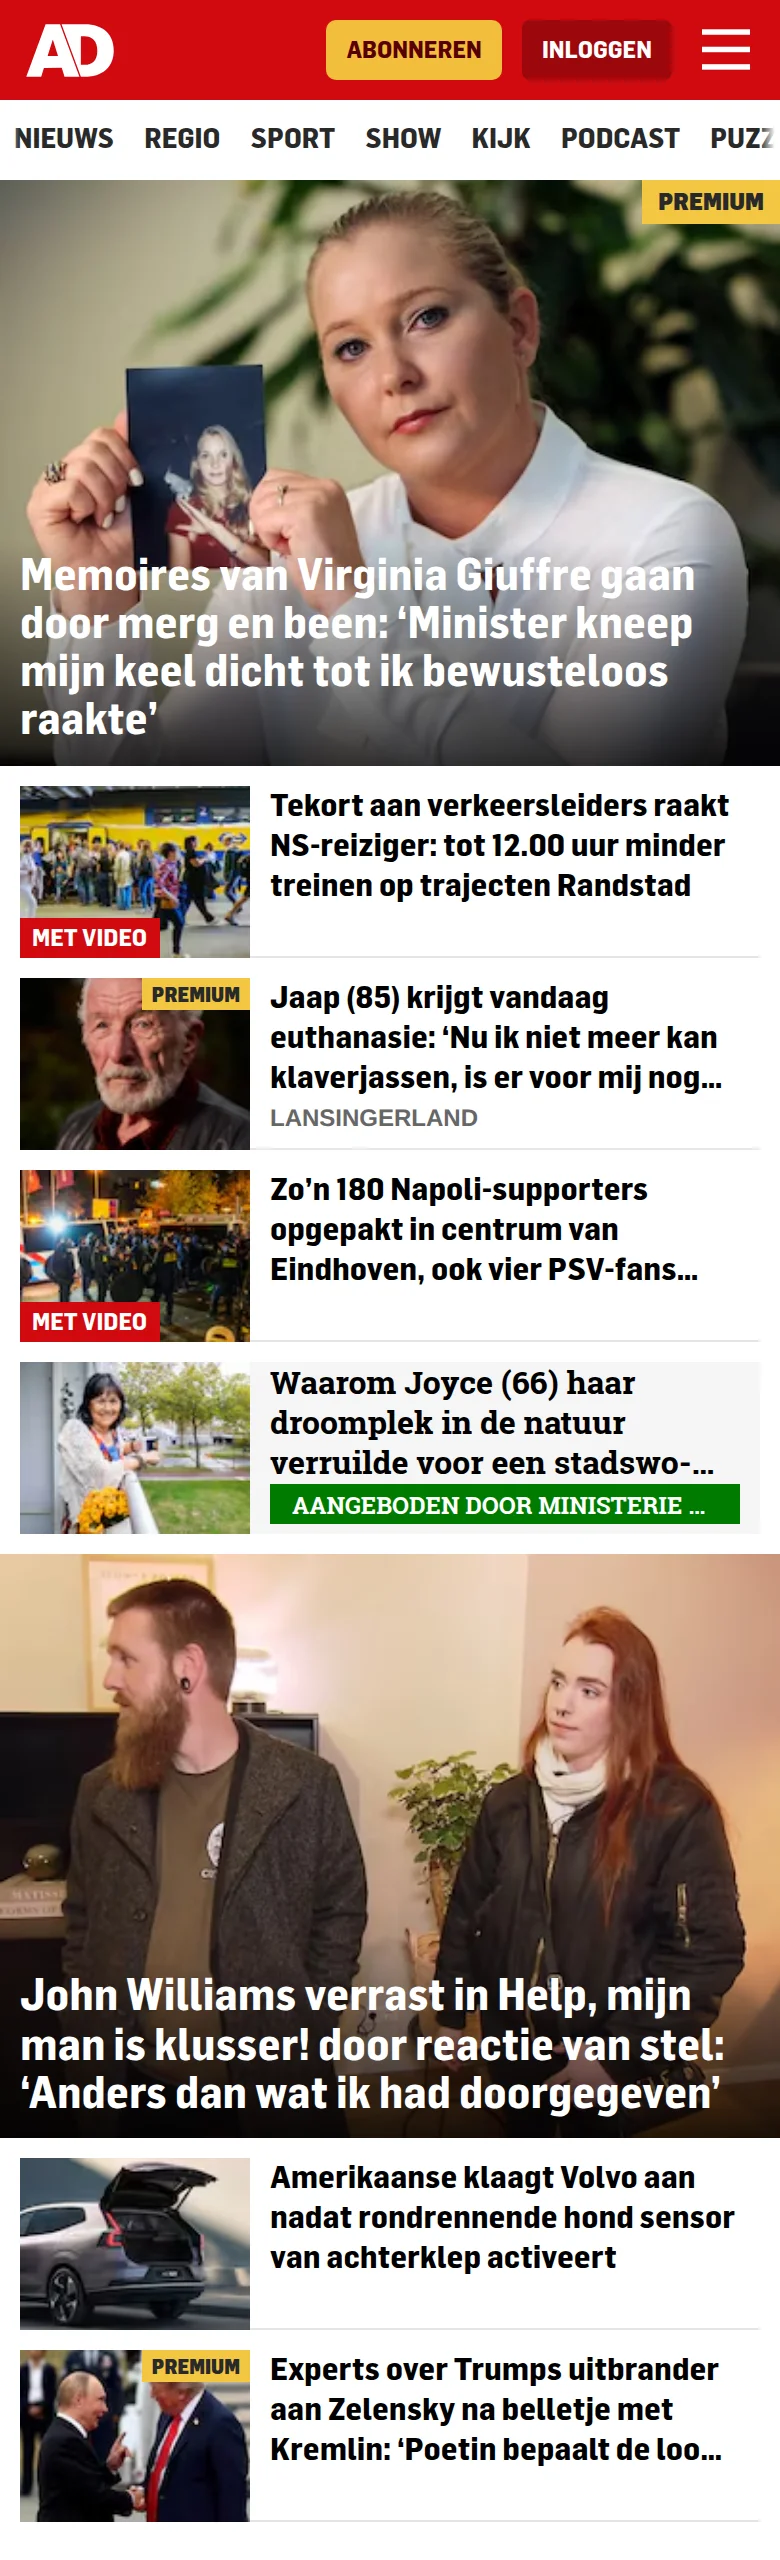 AD
ABONNEREN
INLOGGEN
NIEUWS REGIO SPORT SHOW KIJK PODCAST PUZZ
PREMIUM
Memoires van Virginia Giuffre gaan
door merg en been: ‘Minister kneep
mijn keel dicht tot ik bewusteloos
raakte’
Tekort aan verkeersleiders raakt
NS-reiziger: tot 12.00 uur minder
treinen op trajecten Randstad
MET VIDEO
PREMIUM
Jaap (85) krijgt vandaag
euthanasie: ‘Nu ik niet meer kan
klaverjassen, is er voor mij nog...
LANSINGERLAND
Zo’n 180 Napoli-supporters
opgepakt in centrum van
Eindhoven, ook vier PSV-fans...
MET VIDEO
Waarom Joyce (66) haar
droomplek in de natuur
verruilde voor een stadswo-...
AANGEBODEN DOOR MINISTERIE ...
John Williams verrast in Help, mijn
man is klusser! door reactie van stel:
‘Anders dan wat ik had doorgegeven’
Amerikaanse klaagt Volvo aan
nadat rondrennende hond sensor
van achterklep activeert
PREMIUM
Experts over Trumps uitbrander
aan Zelensky na belletje met
Kremlin: ‘Poetin bepaalt de loo...